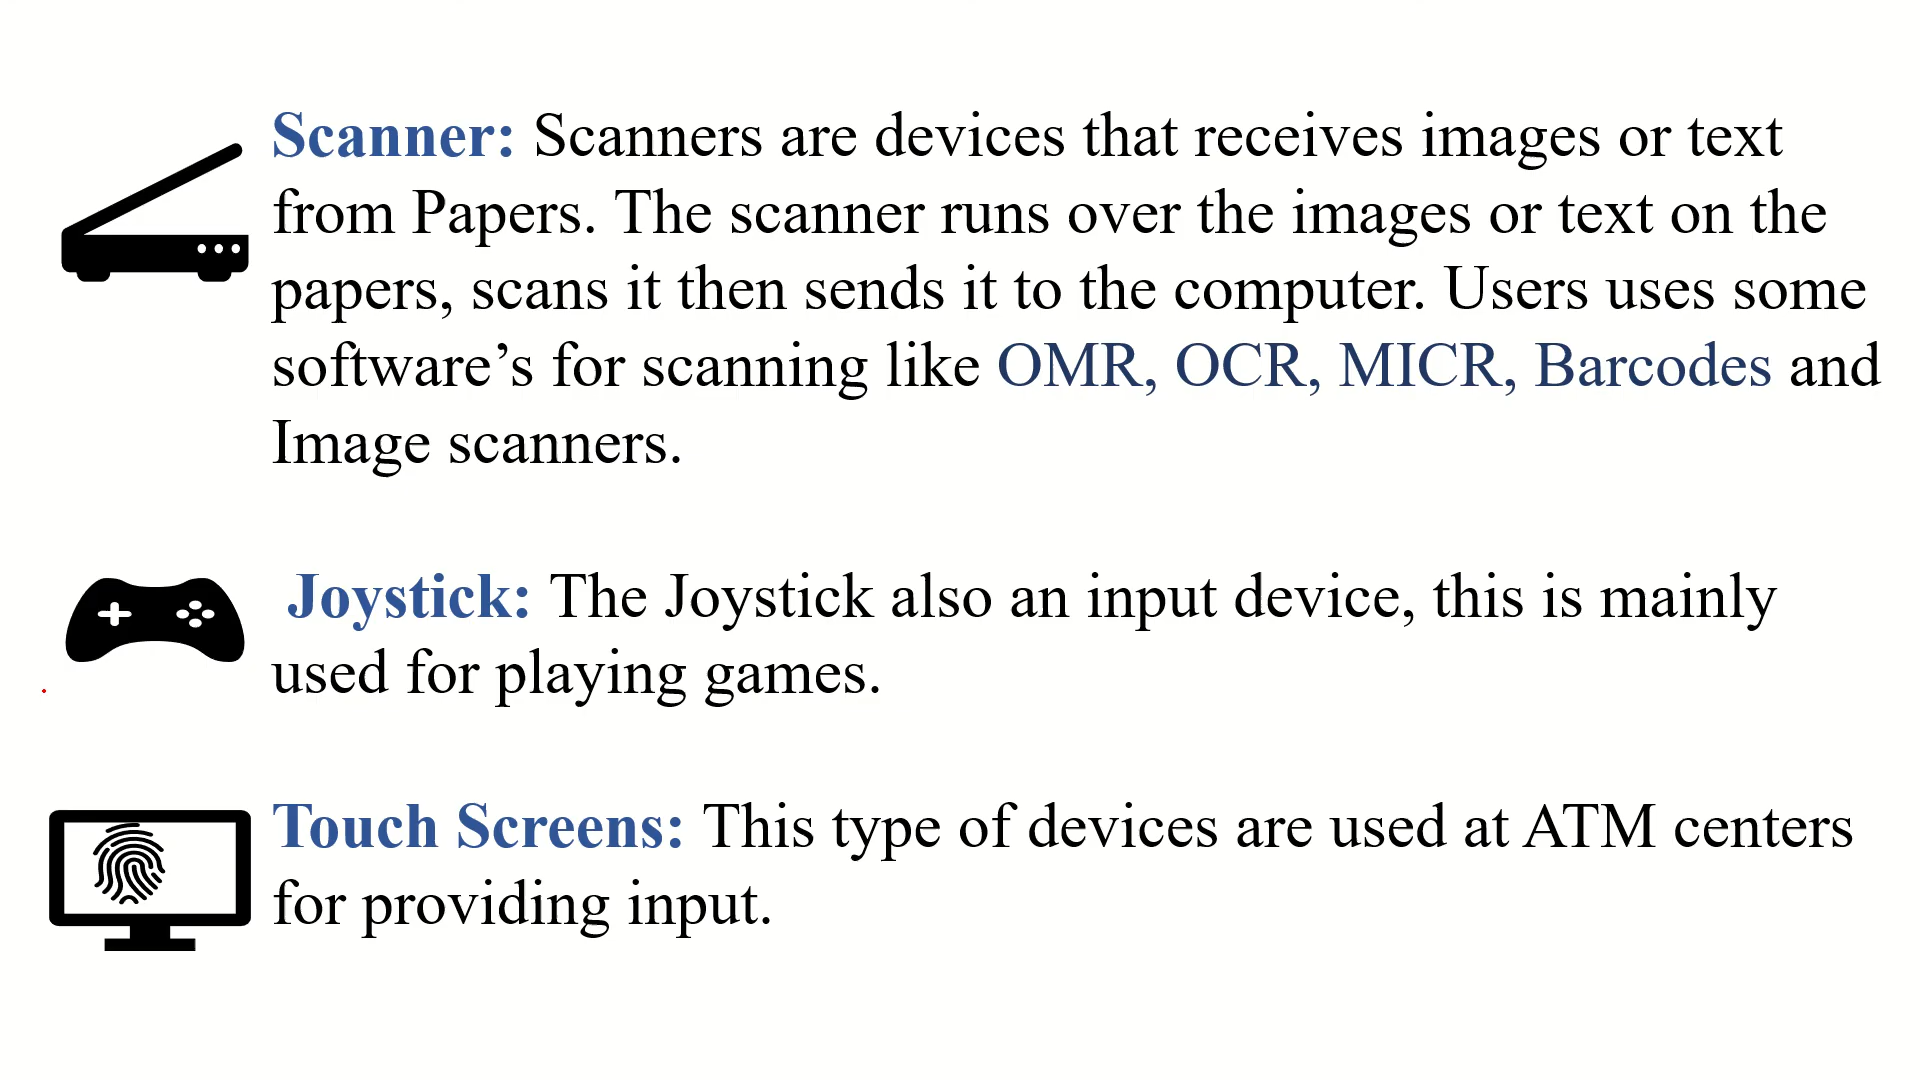 Scanner: Scanners are devices that receives images or text
from Papers. The scanner runs over the images or text on the
papers, scans it then sends it to the computer. Users uses some
software’s for scanning like OMR, OCR, MICR, Barcodes and
Image scanners.
Joystick: The Joystick also an input device, this is mainly
used for playing games.
Touch Screens: This type of devices are used at ATM centers
for providing input.